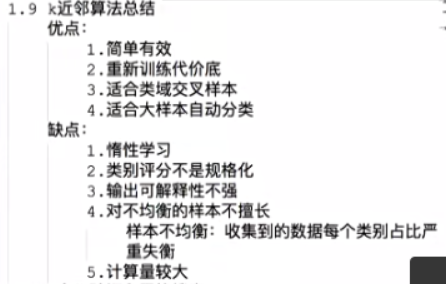 1.9 k近邻算法总结
优点：
1.简单有效
2.重新训练代价底
3.适合类域交叉样本
4.适合大样本自动分类
缺点：
1.惰性学习
2.类别评分不是规格化
3.输出可解释性不强
4.对不均衡的样本不擅长
样本不均衡：收集到的数据每个类别占比严
重失衡
5.计算量较大